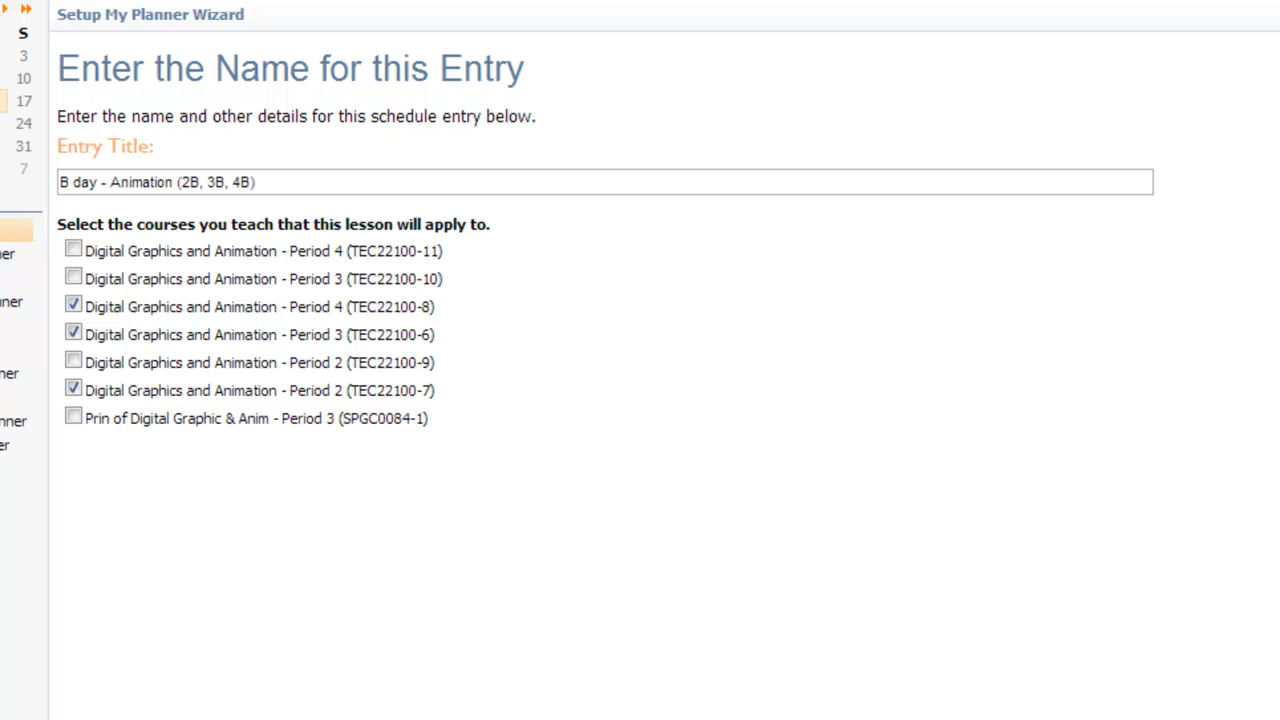 Setup My Planner Wizard
S
3
10
17
24
31
7
Enter the Name for this Entry
Enter the name and other details for this schedule entry below.
Entry Title:
B day - Animation (2B, 3B, 4B)
Select the courses you teach that this lesson will apply to.
Digital Graphics and Animation - Period 4 (TEC22100-11)
Digital Graphics and Animation - Period 3 (TEC22100-10)
Digital Graphics and Animation - Period 4 (TEC22100-8)
Digital Graphics and Animation - Period 3 (TEC22100-6)
Digital Graphics and Animation - Period 2 (TEC22100-9)
Digital Graphics and Animation - Period 2 (TEC22100-7)
Prin of Digital Graphic & Anim - Period 3 (SPGC0084-1)